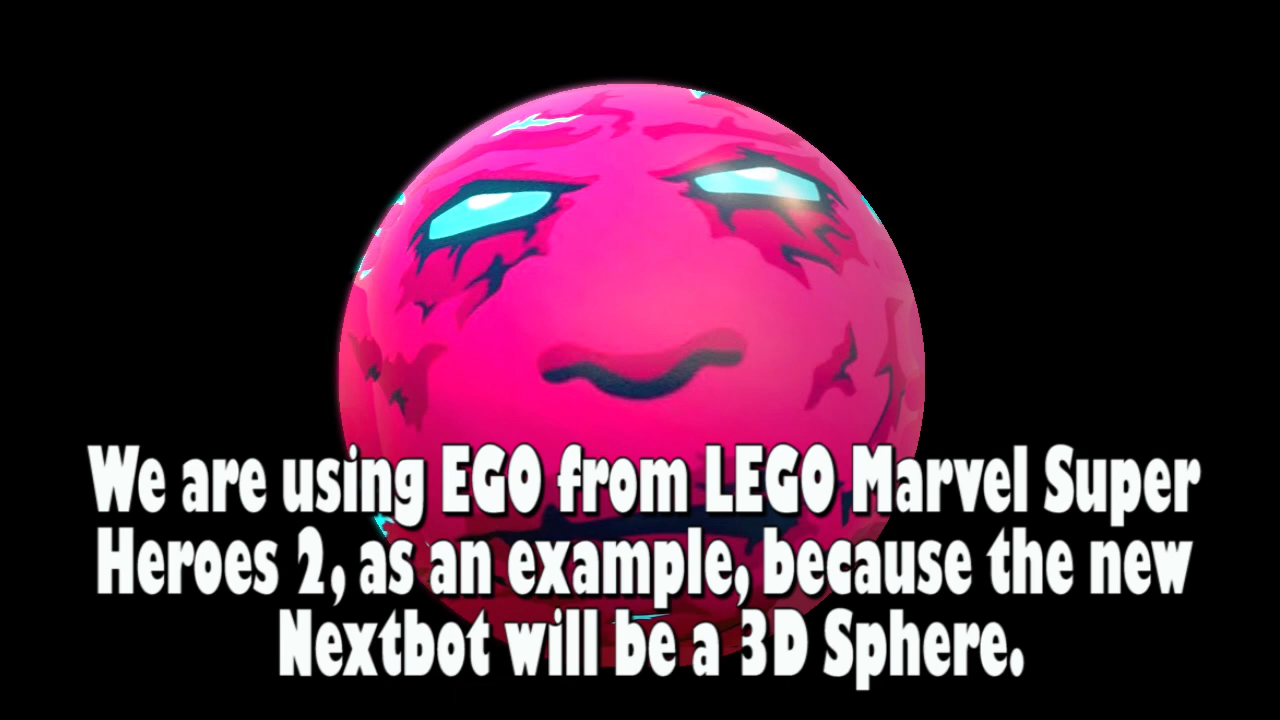 We are using EGO from LEGO Marvel Super
Heroes 2, as an example, because the new
Nextbot will be a 3D Sphere.